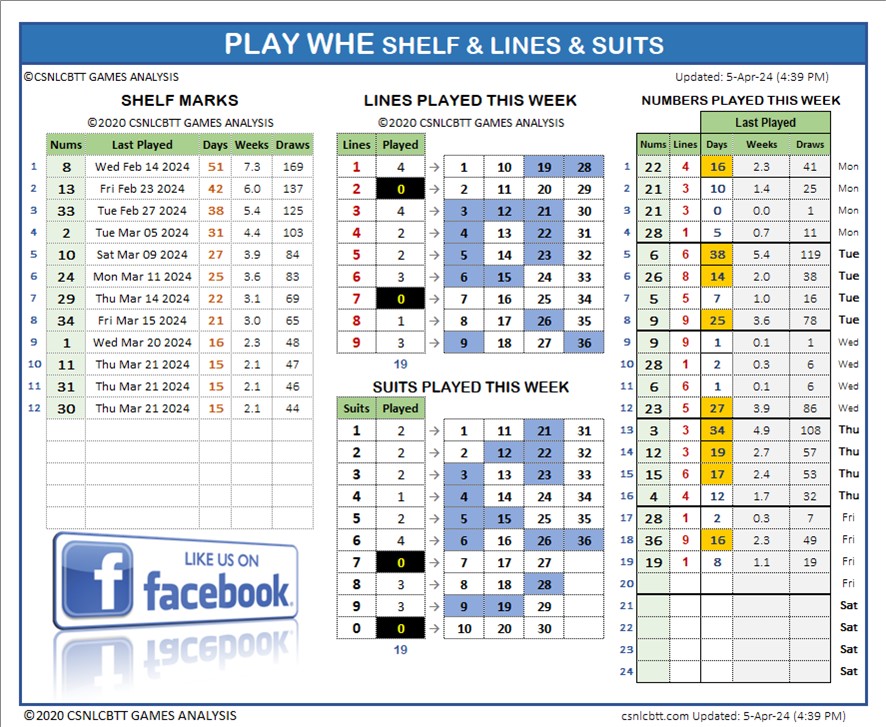 PLAY WHE SHELF & LINES & SUITS
©CSNLCBTT GAMES ANALYSIS
Updated: 5-Apr-24 (4:39 PM)
SHELF MARKS
©2020 CSNLCBTT GAMES ANALYSIS
Nums Last Played Days Weeks Draws
1 8 Wed Feb 14 2024 51 7.3 169
2 13 Fri Feb 23 2024 42 6.0 137
3 33 Tue Feb 27 2024 38 5.4 125
4 2 Tue Mar 05 2024 31 4.4 103
5 10 Sat Mar 09 2024 27 3.9 84
6 24 Mon Mar 11 2024 25 3.6 83
7 29 Thu Mar 14 2024 22 3.1 69
8 34 Fri Mar 15 2024 21 3.0 65
9 1 Wed Mar 20 2024 16 2.3 48
10 11 Thu Mar 21 2024 15 2.1 47
11 31 Thu Mar 21 2024 15 2.1 46
12 30 Thu Mar 21 2024 15 2.1 44
LIKE US ON
f facebook®
LINES PLAYED THIS WEEK
©2020 CSNLCBTT GAMES ANALYSIS
Lines Played
1 4 → 1 10 19 28
2 0 → 2 11 20 29
3 4 → 3 12 21 30
4 2 → 4 13 22 31
5 2 → 5 14 23 32
6 3 → 6 15 24 33
7 0 → 7 16 25 34
8 1 → 8 17 26 35
9 3 → 9 18 27 36
19
SUITS PLAYED THIS WEEK
Suits Played
1 2 → 1 11 21 31
2 2 → 2 12 22 32
3 2 → 3 13 23 33
4 1 → 4 14 24 34
5 2 → 5 15 25 35
6 4 → 6 16 26 36
7 0 → 7 17 27
8 3 → 8 18 28
9 3 → 9 19 29
0 0 → 10 20 30
19
NUMBERS PLAYED THIS WEEK
Last Played
Nums Lines Days Weeks Draws
1 22 4 16 2.3 41 Mon
2 21 3 10 1.4 25 Mon
3 21 3 0 0.0 1 Mon
4 28 1 5 0.7 11 Mon
5 6 6 38 5.4 119 Tue
6 26 8 14 2.0 38 Tue
7 5 5 7 1.0 16 Tue
8 9 9 25 3.6 78 Tue
9 9 9 1 0.1 1 Wed
10 28 1 2 0.3 6 Wed
11 6 6 1 0.1 6 Wed
12 23 5 27 3.9 86 Wed
13 3 3 34 4.9 108 Thu
14 12 3 19 2.7 57 Thu
15 15 6 17 2.4 53 Thu
16 4 4 12 1.7 32 Thu
17 28 1 2 0.3 7 Fri
18 36 9 16 2.3 49 Fri
19 19 1 8 1.1 19 Fri
20 Fri
21 Sat
22 Sat
23 Sat
24 Sat
©2020 CSNLCBTT GAMES ANALYSIS
csnlcbtt.com Updated: 5-Apr-24 (4:39 PM)